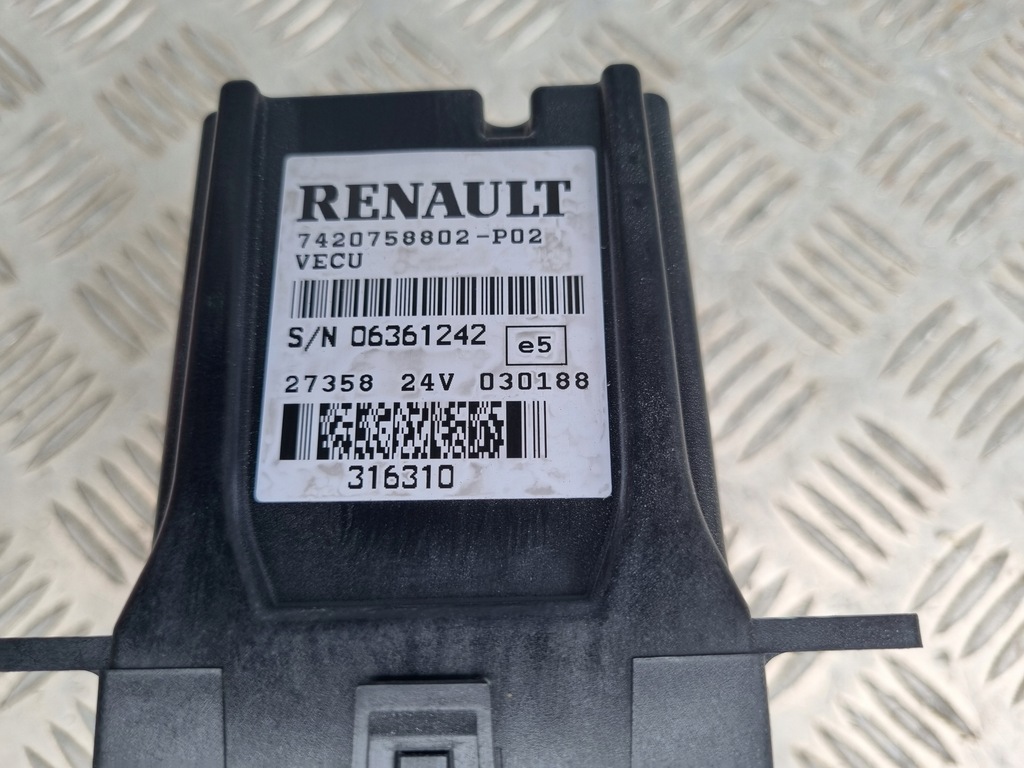 RENAULT
7420758802-P02
VECU
S/N 06361242 e5
27358 24V 030188
316310